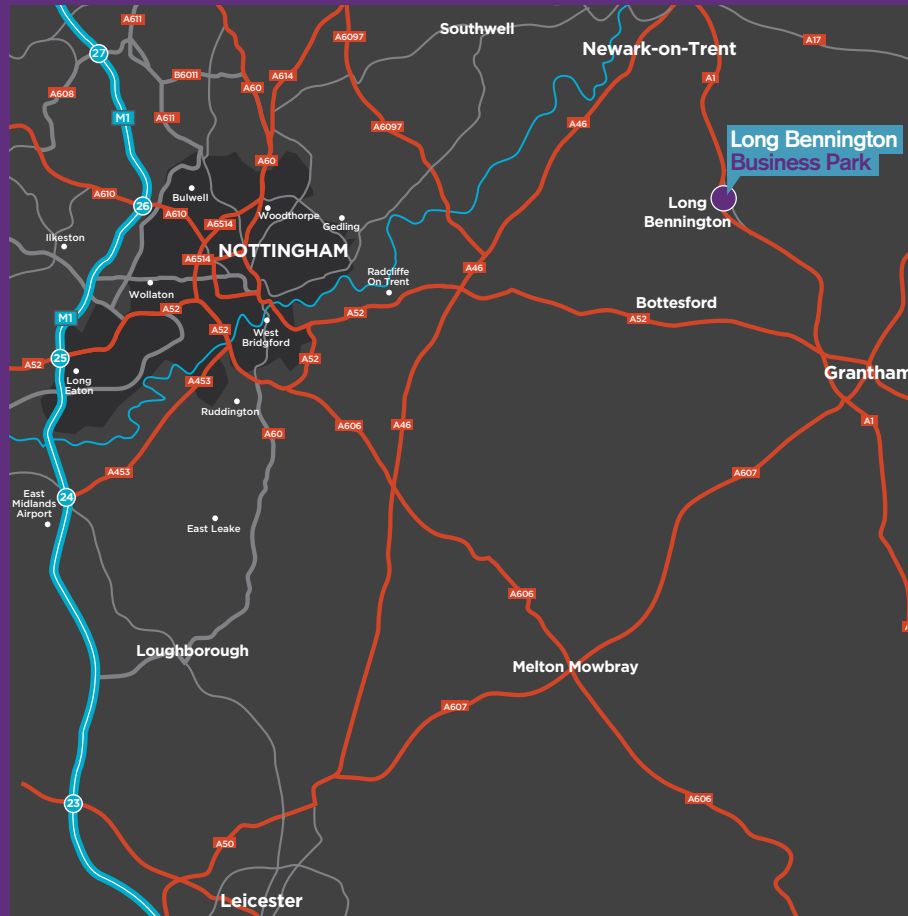 A611
Southwell
A6097
Newark-on-Trent
A17
27
B6011
A614
A1
A608
A60
M1
A611
A6097
A46
Long Bennington
Business Park
A60
Bulwell
A610
26
A610
Woodthorpe
Long
Bennington
A6514
Gedling
Ilkeston
NOTTINGHAM
A6514
A46
Radcliffe
On Trent
Wollaton
Bottesford
A52
A52
M1
A52
A52
West
Bridgford
25
A52
A52
Long
Eaton
A453
Grantham
Ruddington
A46
A1
A60
A606
A453
A607
East
Midlands
Airport
24
East Leake
A606
Loughborough
Melton Mowbray
A607
23
A606
A50
Leicester